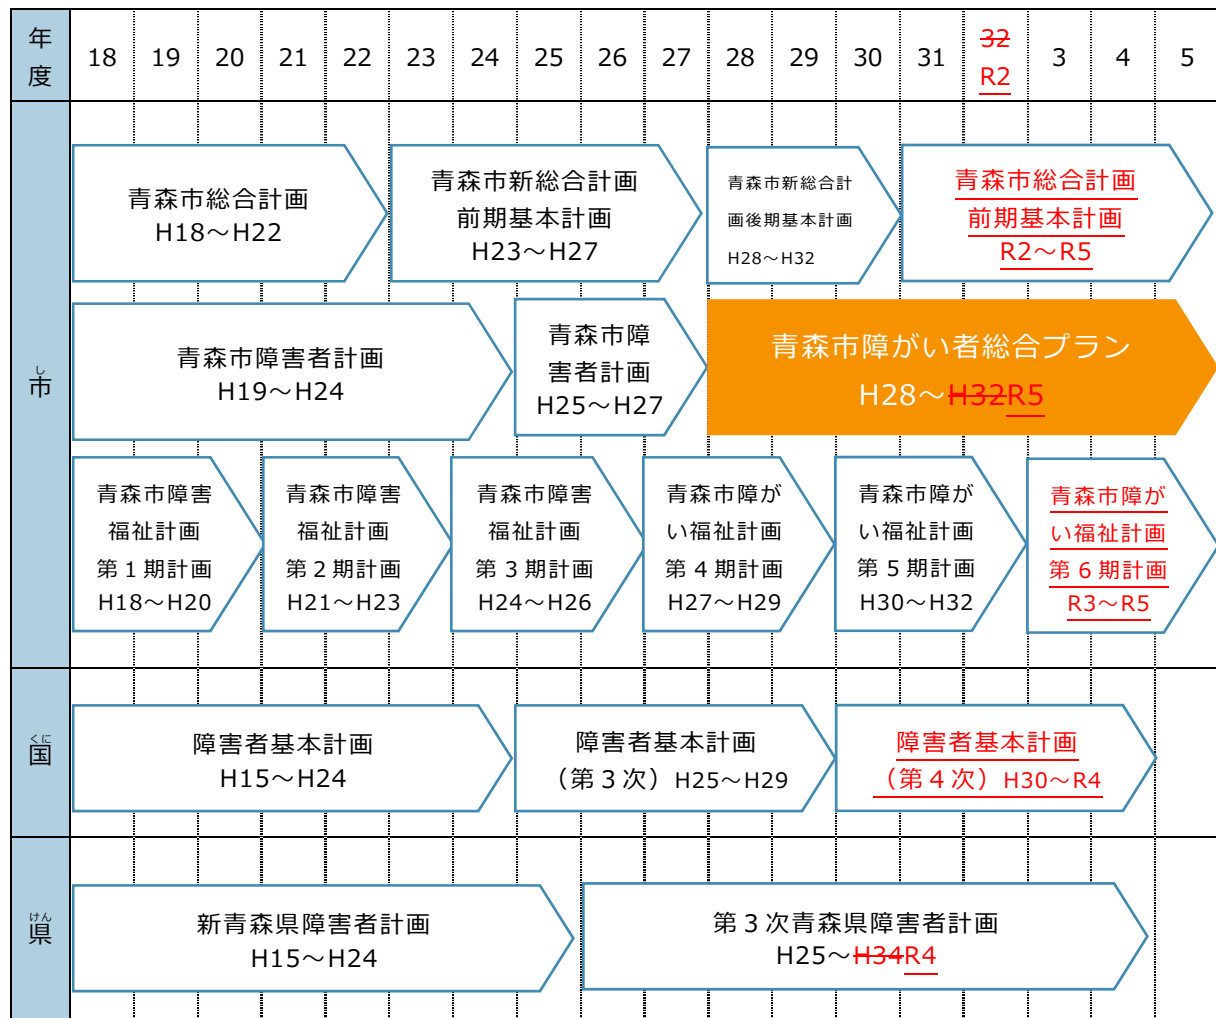 年度
18 19 20 21 22 23 24 25 26 27 28 29 30 31 32 R2 3 4 5
し
市
青森市総合計画
H18～H22
青森市新総合計画
前期基本計画
H23～H27
青森市新総合計
画後期基本計画
H28～H32
青森市総合計画
前期基本計画
R2～R5
青森市障害者計画
H19～H24
青森市障
害者計画
H25～H27
青森市障がい者総合プラン
H28～H32R5
青森市障害
福祉計画
第１期計画
H18～H20
青森市障害
福祉計画
第２期計画
H21～H23
青森市障害
福祉計画
第３期計画
H24～H26
青森市障が
い福祉計画
第４期計画
H27～H29
青森市障が
い福祉計画
第５期計画
H30～H32
青森市障が
い福祉計画
第６期計画
R3～R5
くに
国
障害者基本計画
H15～H24
障害者基本計画
（第３次）H25～H29
障害者基本計画
（第４次）H30～R4
けん
県
新青森県障害者計画
H15～H24
第３次青森県障害者計画
H25～H34R4